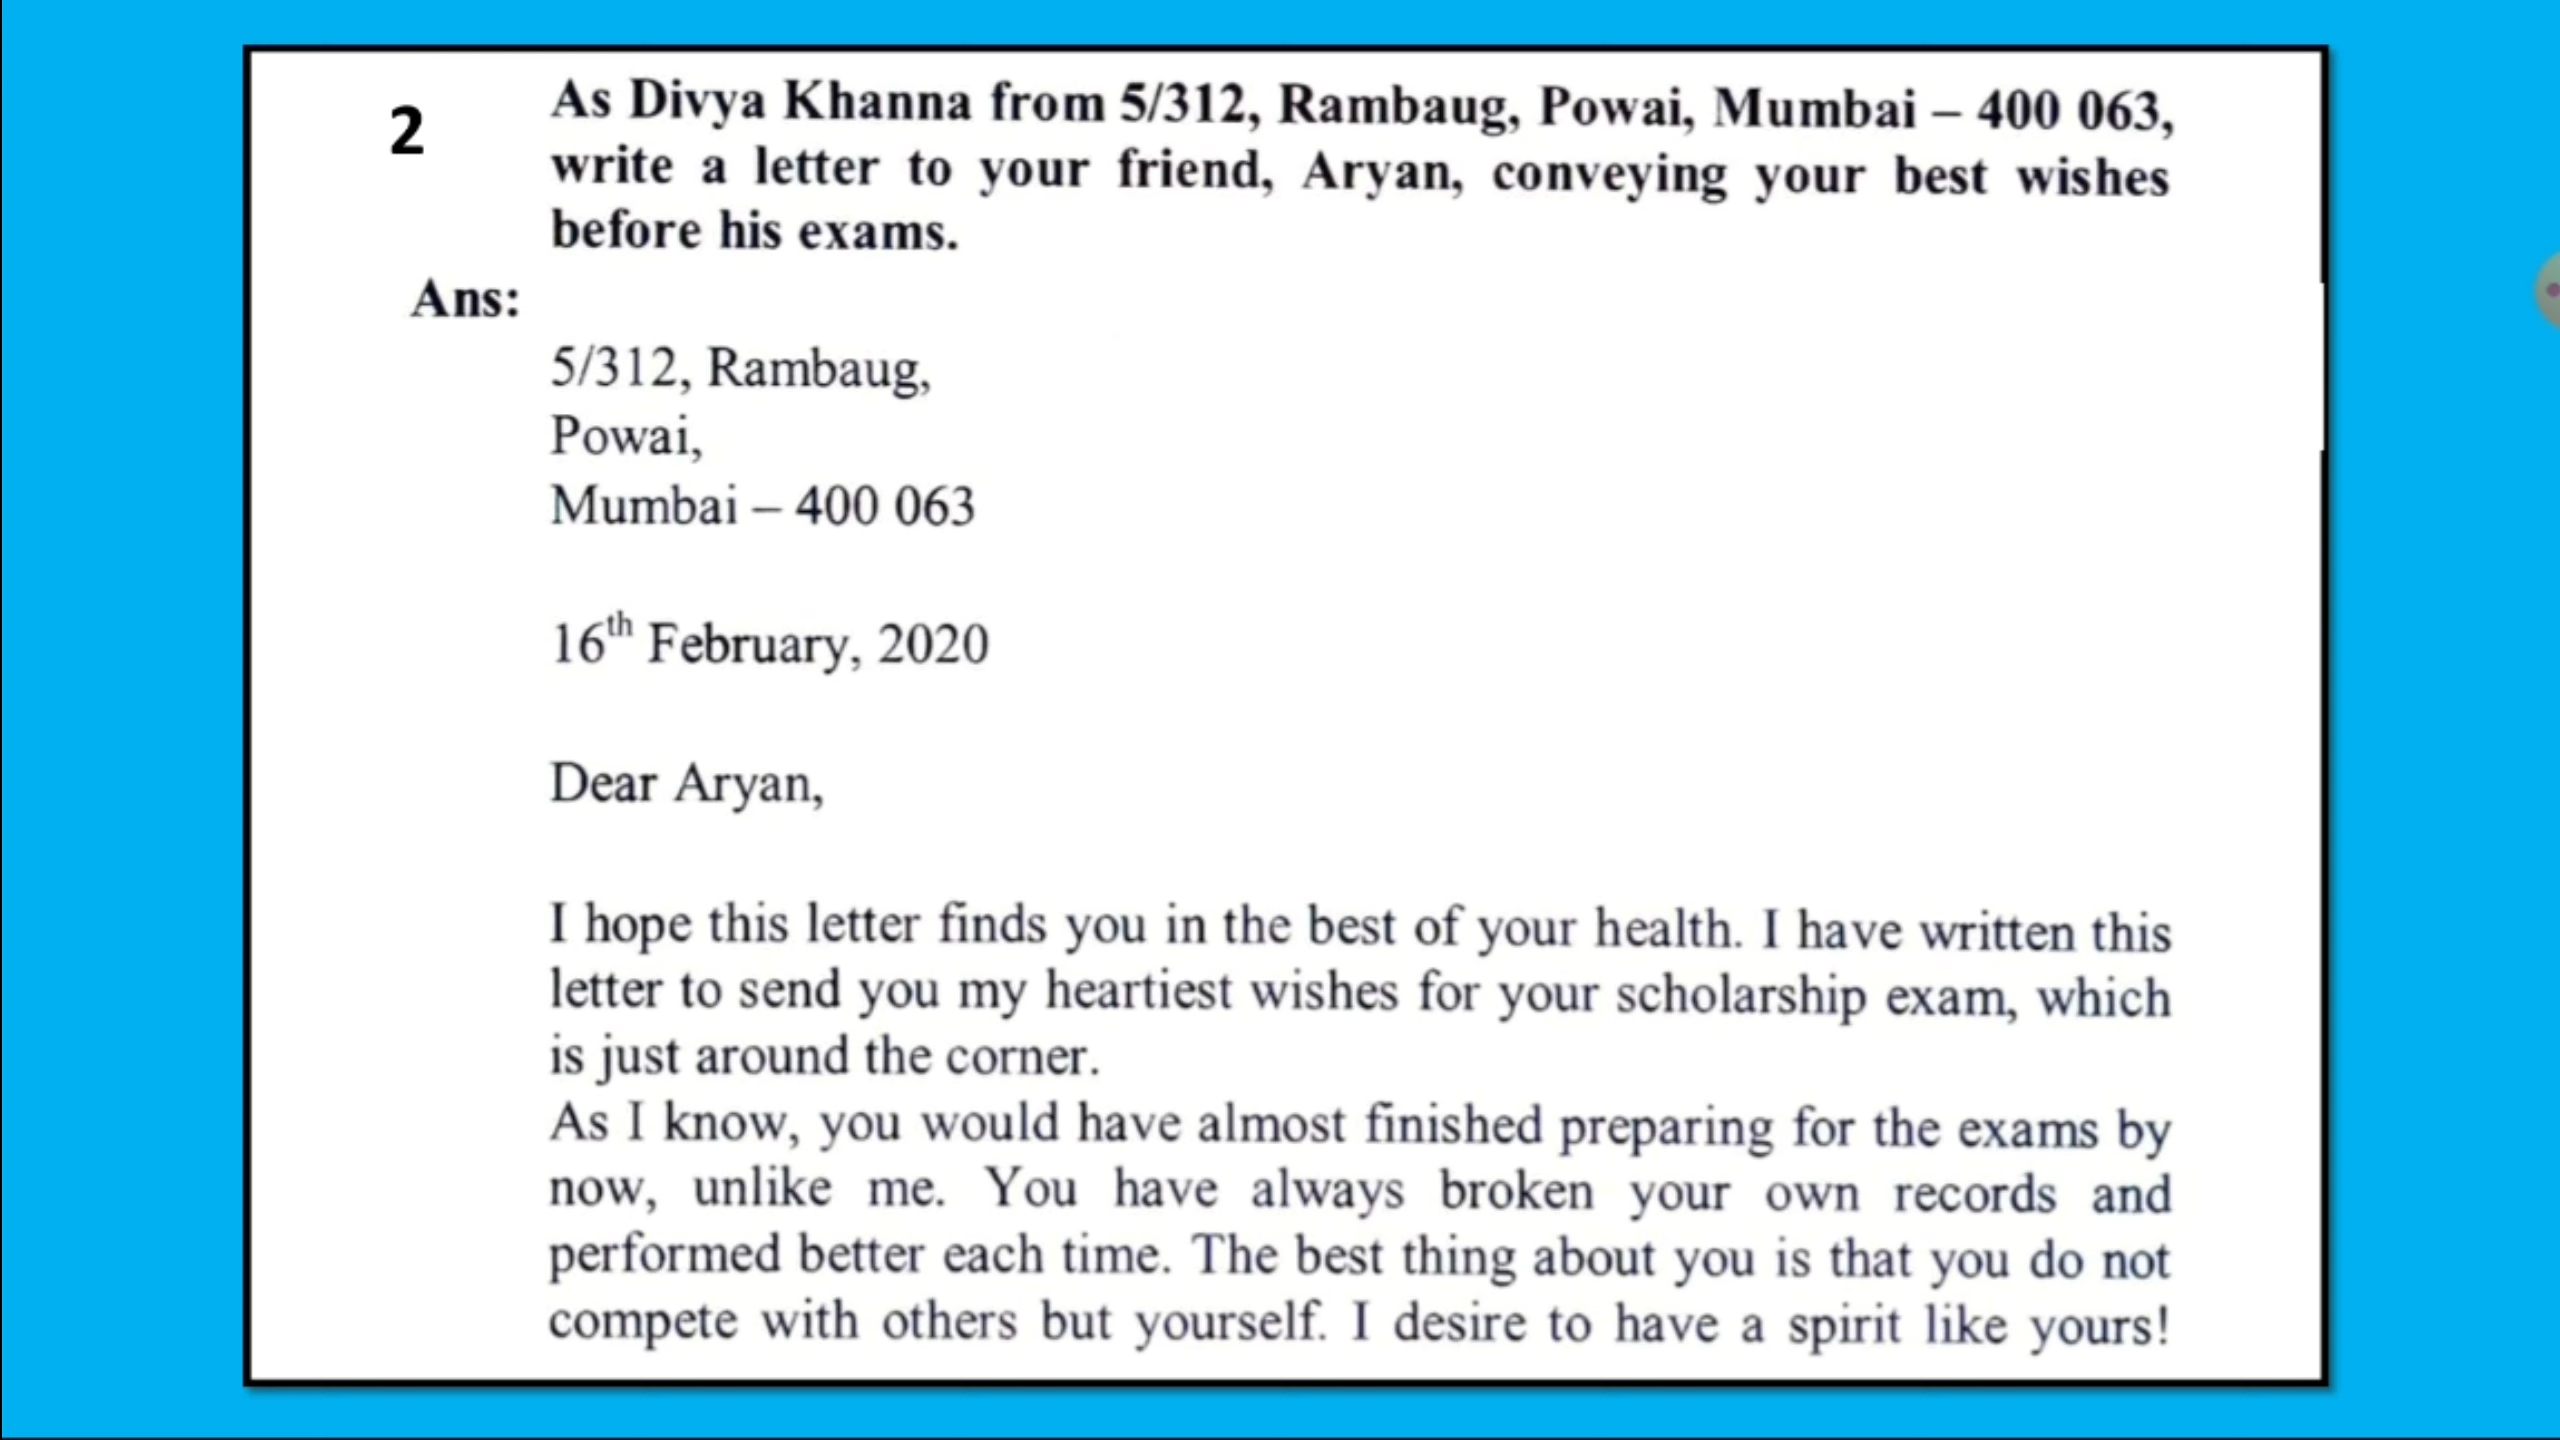 2
As Divya Khanna from 5/312, Rambaug, Powai, Mumbai – 400 063,
write a letter to your friend, Aryan, conveying your best wishes
before his exams.
Ans:
5/312, Rambaug,
Powai,
Mumbai – 400 063
16th February, 2020
Dear Aryan,
I hope this letter finds you in the best of your health. I have written this
letter to send you my heartiest wishes for your scholarship exam, which
is just around the corner.
As I know, you would have almost finished preparing for the exams by
now, unlike me. You have always broken your own records and
performed better each time. The best thing about you is that you do not
compete with others but yourself. I desire to have a spirit like yours!